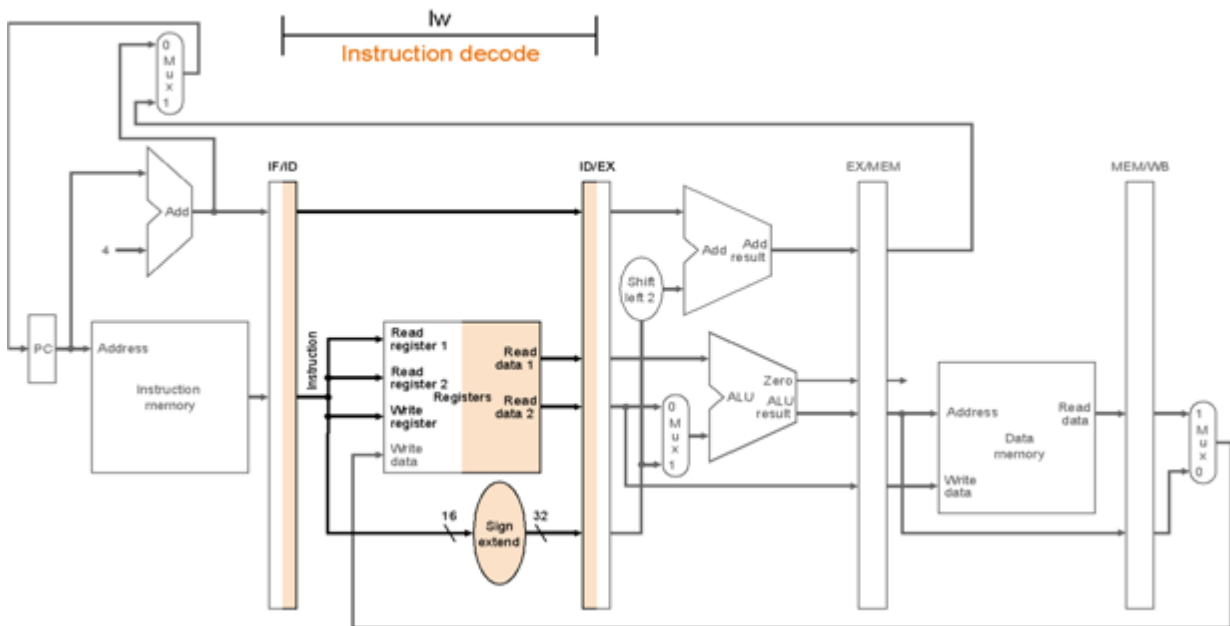 lw
Instruction decode
0
M
u
x
1
IF/ID
ID/EX
EX/MEM
MEM/WB
Add
4
Add
Add
result
Shift
left 2
PC
Address
Instruction
memory
Instruction
Read
register 1
Read
register 2
Registers
Write
register
Write
data
Read
data 1
Read
data 2
16
Sign
extend
32
0
M
u
x
1
Zero
ALU
ALU
result
Address
Read
data
Data
memory
Write
data
1
M
u
x
0